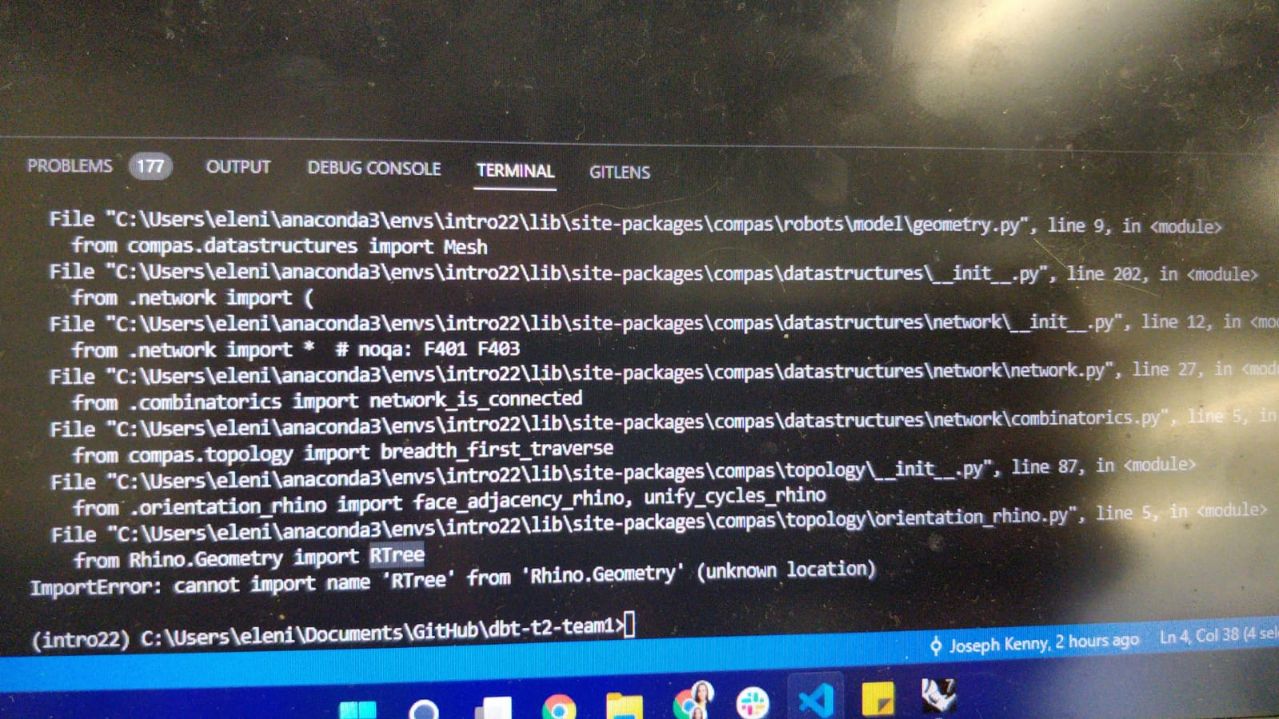 PROBLEMS 177 OUTPUT DEBUG CONSOLE TERMINAL GITLENS
File "C:\Users\eleni\anaconda3\envs\intro22\lib\site-packages\compas\robots\model\geometry.py", line 9, in <module>
from compas.datastructures import Mesh
File "C:\Users\eleni\anaconda3\envs\intro22\lib\site-packages\compas\datastructures\__init__.py", line 202, in <module>
from .network import (
File "C:\Users\eleni\anaconda3\envs\intro22\lib\site-packages\compas\datastructures\network\__init__.py", line 12, in <mo
from .network import *  # noqa: F401 F403
File "C:\Users\eleni\anaconda3\envs\intro22\lib\site-packages\compas\datastructures\network\network.py", line 27, in <mod
from .combinatorics import network_is_connected
File "C:\Users\eleni\anaconda3\envs\intro22\lib\site-packages\compas\datastructures\network\combinatorics.py", line 5, in
from compas.topology import breadth_first_traverse
File "C:\Users\eleni\anaconda3\envs\intro22\lib\site-packages\compas\topology\__init__.py", line 87, in <module>
from .orientation_rhino import face_adjacency_rhino, unify_cycles_rhino
File "C:\Users\eleni\anaconda3\envs\intro22\lib\site-packages\compas\topology\orientation_rhino.py", line 5, in <module>
from Rhino.Geometry import RTree
ImportError: cannot import name 'RTree' from 'Rhino.Geometry' (unknown location)
(intro22) C:\Users\eleni\Documents\GitHub\dbt-t2-team1>
Joseph Kenny, 2 hours ago Ln 4, Col 38 (4 sel